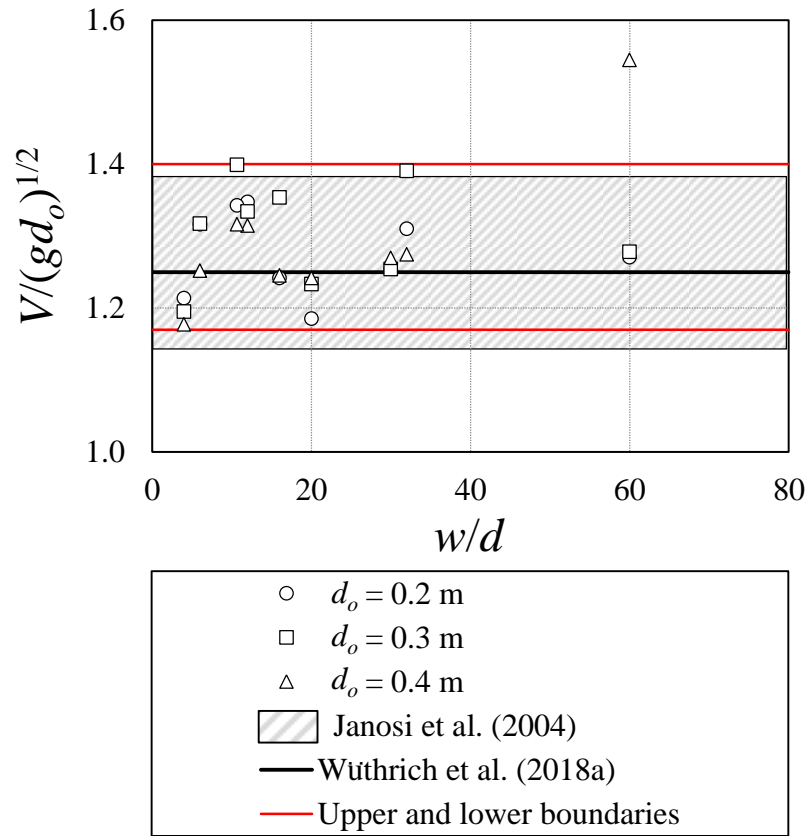 1.6
1.4
1.2
1.0
V/(gd_o)^{1/2}
0 20 40 60 80
w/d
d_o = 0.2 m
d_o = 0.3 m
d_o = 0.4 m
Janosi et al. (2004)
Wuthrich et al. (2018a)
Upper and lower boundaries